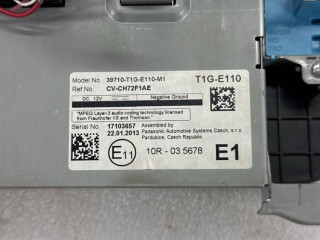 Model No. 39710-T1G-E110-M1 T1G-E110
Ref No. CV-CH72F1AE
DC 12V Negative Ground
"MPEG Layer-3 audio coding technology licensed
from Fraunhofer IIS and Thomson."
Serial No. 17103657 Assembled by
22.01.2013 Panasonic Automotive Systems Czech, s.r.o.
Pardubice, Czech Republic
E11 10R - 03 5678 E1